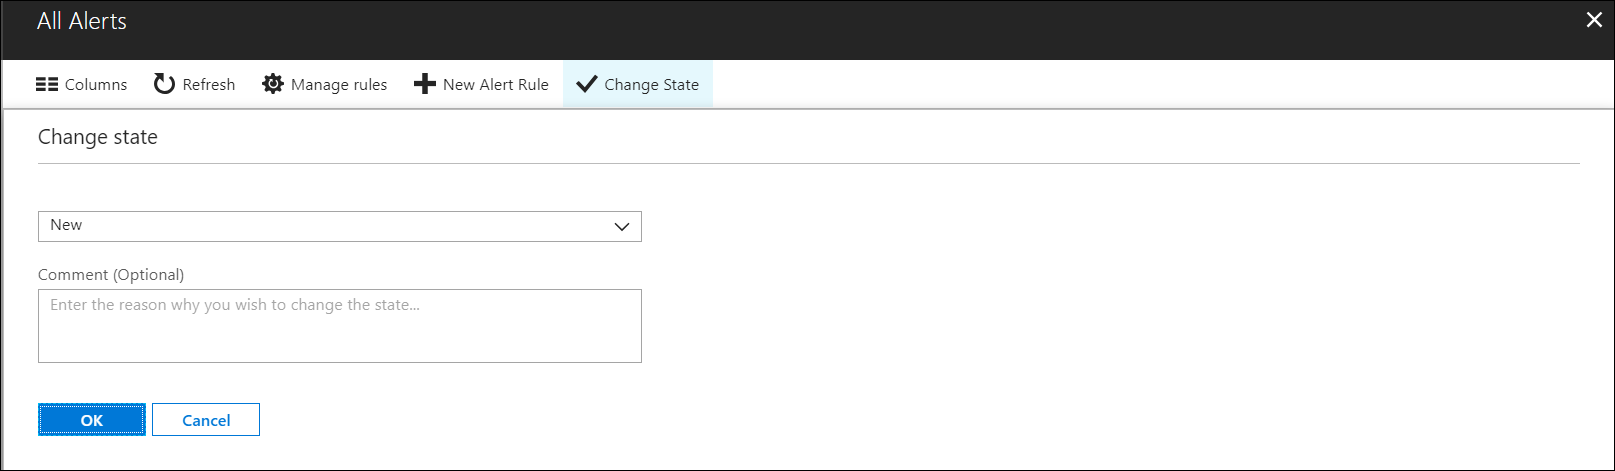 All Alerts
Columns Refresh Manage rules New Alert Rule Change State
Change state
New
Comment (Optional)
Enter the reason why you wish to change the state...
OK Cancel